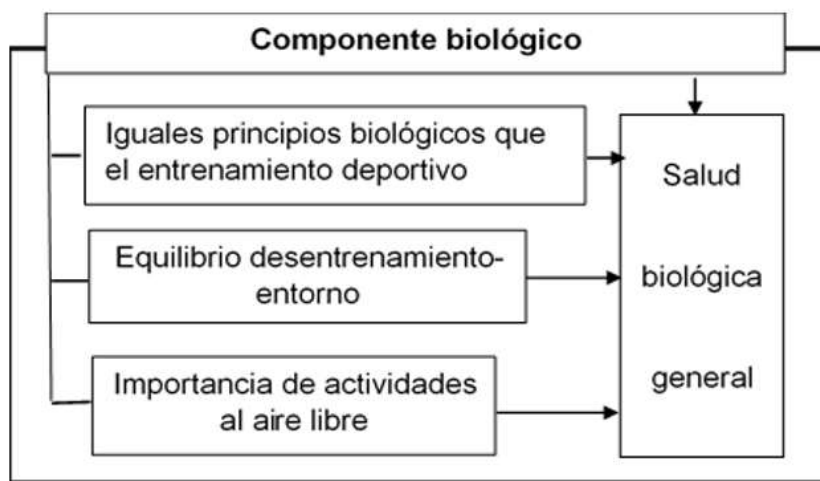 Componente biológico
Iguales principios biológicos que
el entrenamiento deportivo
Equilibrio desentrenamiento-
entorno
Importancia de actividades
al aire libre
Salud
biológica
general